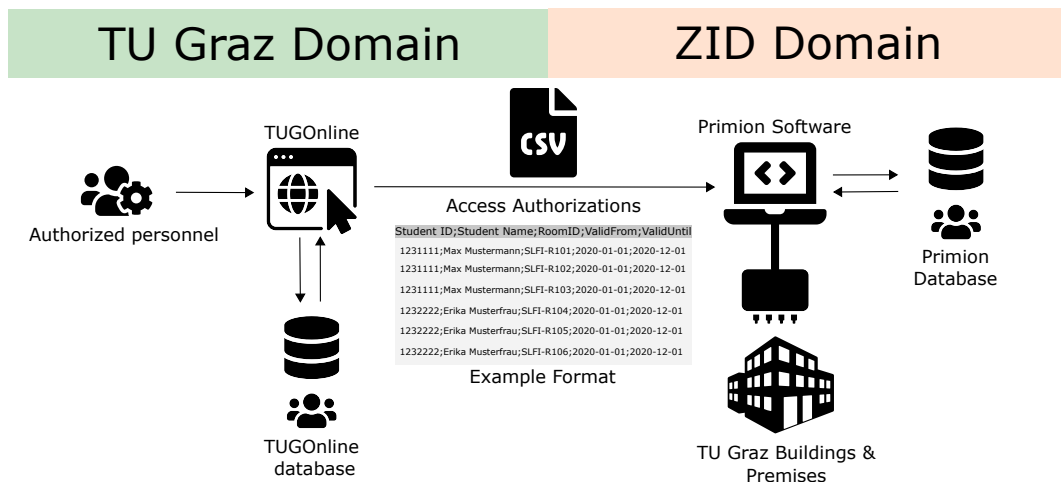 TU Graz Domain
ZID Domain
TUGOnline
CSV
Primion Software
Authorized personnel
Access Authorizations
Student ID;Student Name;RoomID;ValidFrom;ValidUntil
1231111;Max Mustermann;SLFI-R101;2020-01-01;2020-12-01
1231111;Max Mustermann;SLFI-R102;2020-01-01;2020-12-01
1231111;Max Mustermann;SLFI-R103;2020-01-01;2020-12-01
1232222;Erika Musterfrau;SLFI-R104;2020-01-01;2020-12-01
1232222;Erika Musterfrau;SLFI-R105;2020-01-01;2020-12-01
1232222;Erika Musterfrau;SLFI-R106;2020-01-01;2020-12-01
Example Format
Primion
Database
TUGOnline
database
TU Graz Buildings &
Premises